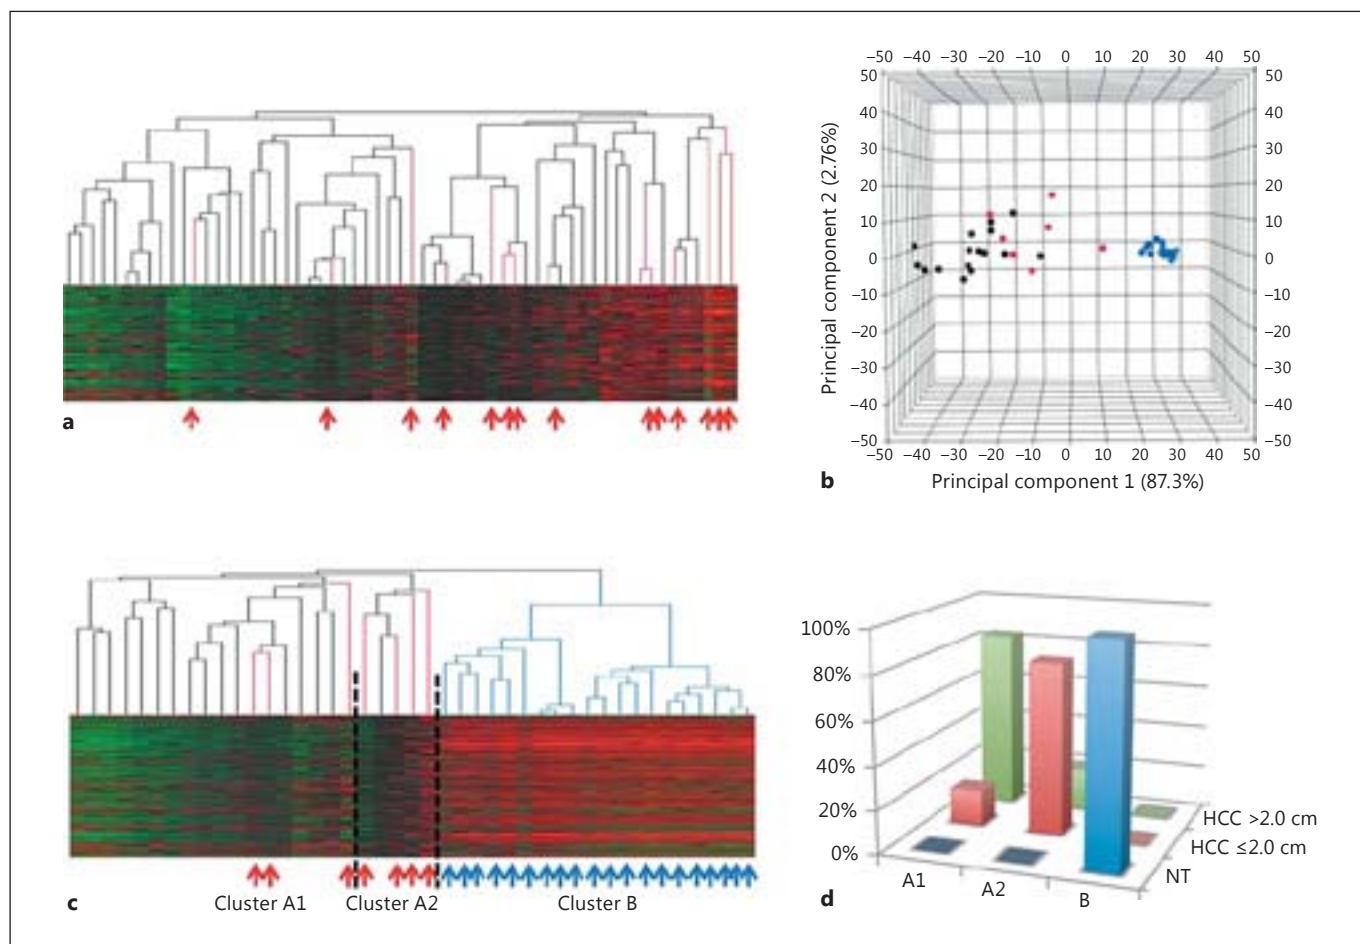 a
–50 –40 –30 –20 –10 0 10 20 30 40 50
50 50
40 40
30 30
20 20
10 10
0 0
–10 –10
–20 –20
–30 –30
–40 –40
–50 –50
–50 –40 –30 –20 –10 0 10 20 30 40 50
Principal component 2 (2.76%)
Principal component 1 (87.3%)
b
Cluster A1
Cluster A2
Cluster B
c
100%
80%
60%
40%
20%
0%
A1
A2
B
HCC >2.0 cm
HCC ≤2.0 cm
NT
d